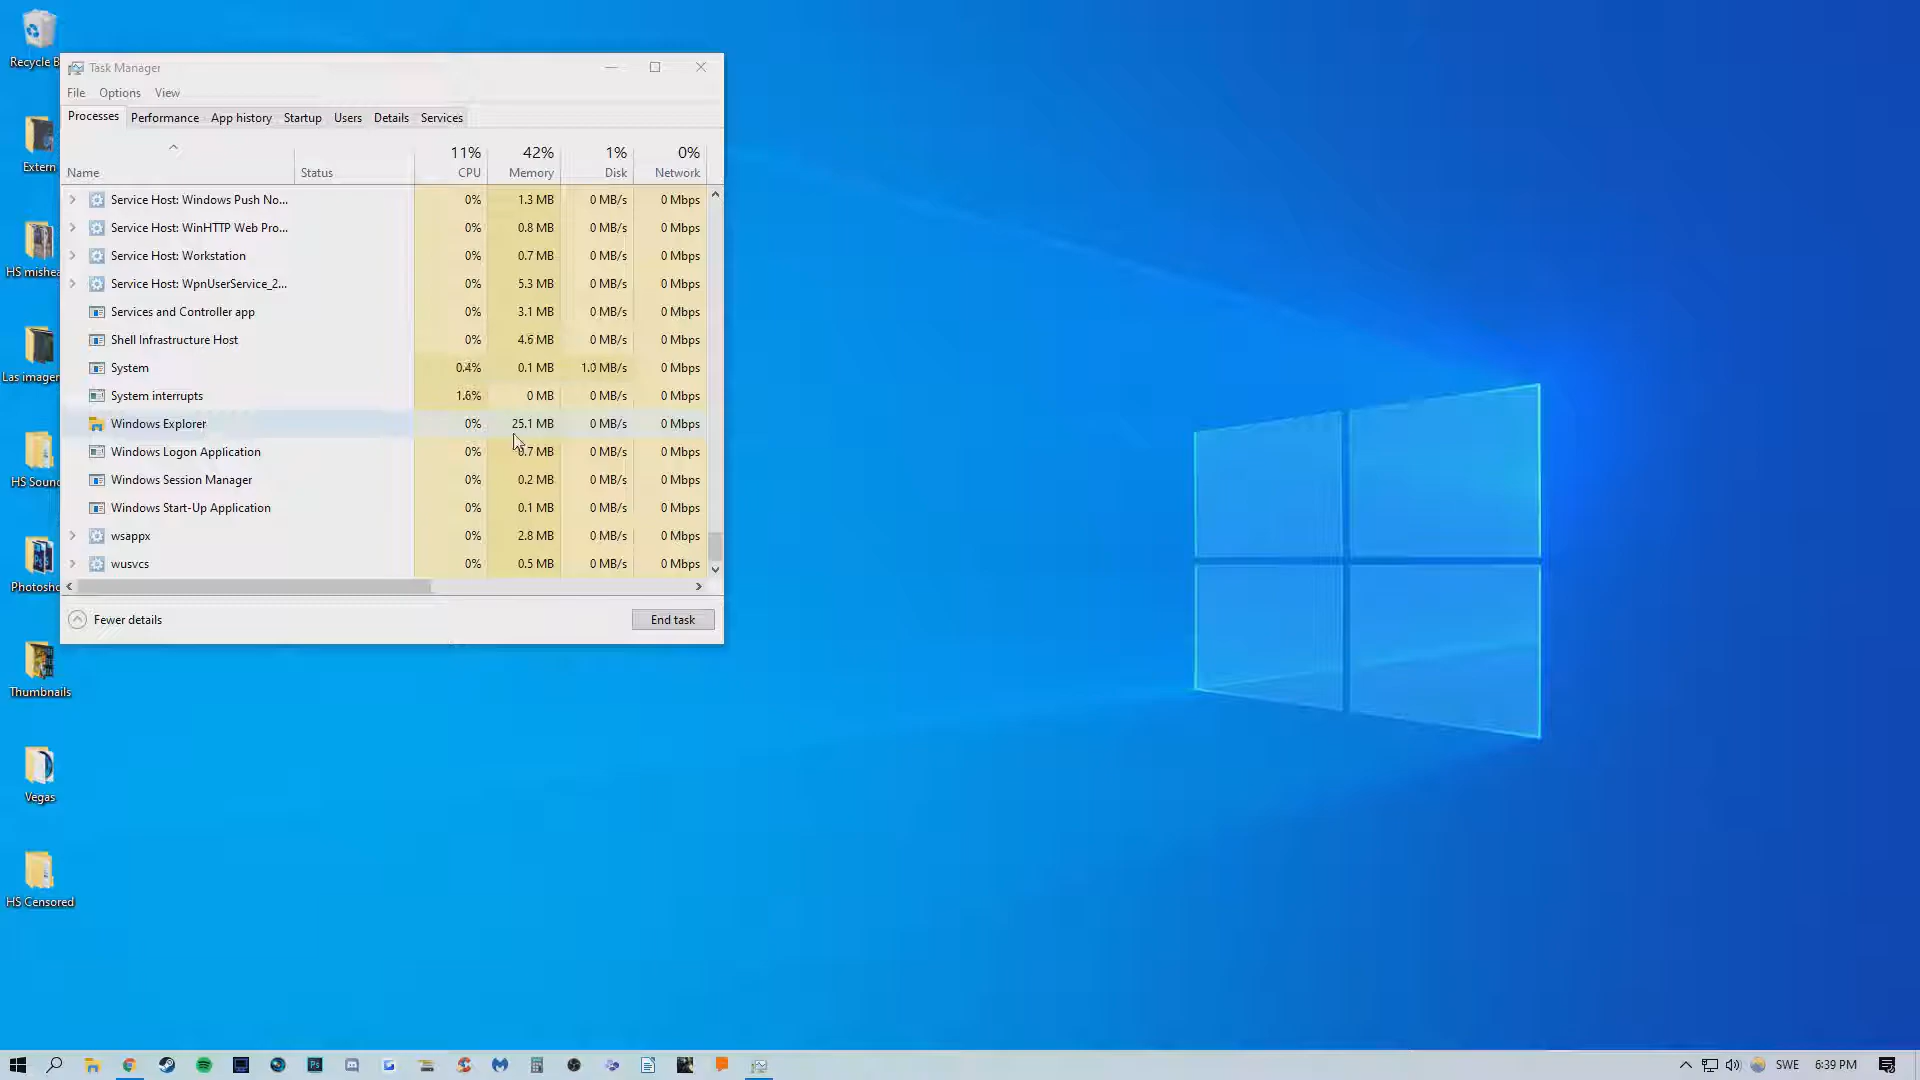 Recycle B
Extern
HS mishea
Las imagen
HS Sound
Photosho
Thumbnails
Vegas
HS Censored
Task Manager
File Options View
Processes Performance App history Startup Users Details Services
11% 42% 1% 0%
Name Status CPU Memory Disk Network
Service Host: Windows Push No... 0% 1.3 MB 0 MB/s 0 Mbps
Service Host: WinHTTP Web Pro... 0% 0.8 MB 0 MB/s 0 Mbps
Service Host: Workstation 0% 0.7 MB 0 MB/s 0 Mbps
Service Host: WpnUserService_2... 0% 5.3 MB 0 MB/s 0 Mbps
Services and Controller app 0% 3.1 MB 0 MB/s 0 Mbps
Shell Infrastructure Host 0% 4.6 MB 0 MB/s 0 Mbps
System 0.4% 0.1 MB 1.0 MB/s 0 Mbps
System interrupts 1.6% 0 MB 0 MB/s 0 Mbps
Windows Explorer 0% 25.1 MB 0 MB/s 0 Mbps
Windows Logon Application 0% 0.7 MB 0 MB/s 0 Mbps
Windows Session Manager 0% 0.2 MB 0 MB/s 0 Mbps
Windows Start-Up Application 0% 0.1 MB 0 MB/s 0 Mbps
wsappx 0% 2.8 MB 0 MB/s 0 Mbps
wusvcs 0% 0.5 MB 0 MB/s 0 Mbps
Fewer details End task
Ps
SWE 6:39 PM